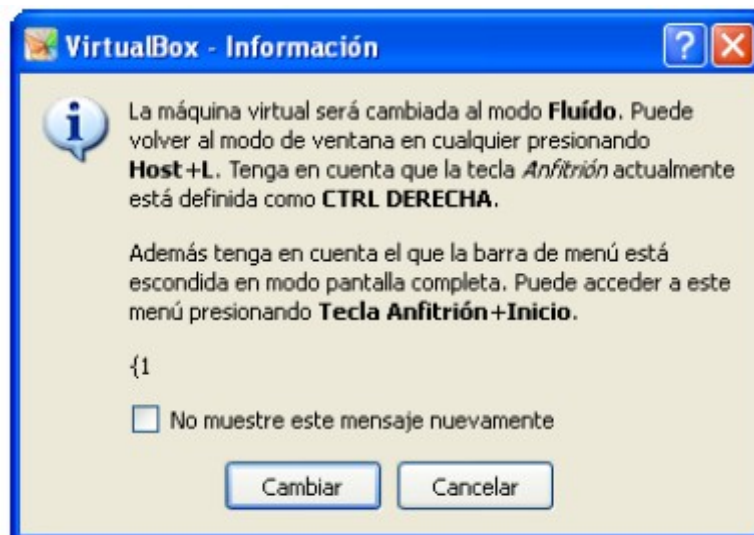 VirtualBox - Información
La máquina virtual será cambiada al modo Fluído. Puede
volver al modo de ventana en cualquier presionando
Host+L. Tenga en cuenta que la tecla Anfitrión actualmente
está definida como CTRL DERECHA.
Además tenga en cuenta el que la barra de menú está
escondida en modo pantalla completa. Puede acceder a este
menú presionando Tecla Anfitrión+Inicio.
{1
No muestre este mensaje nuevamente
Cambiar Cancelar